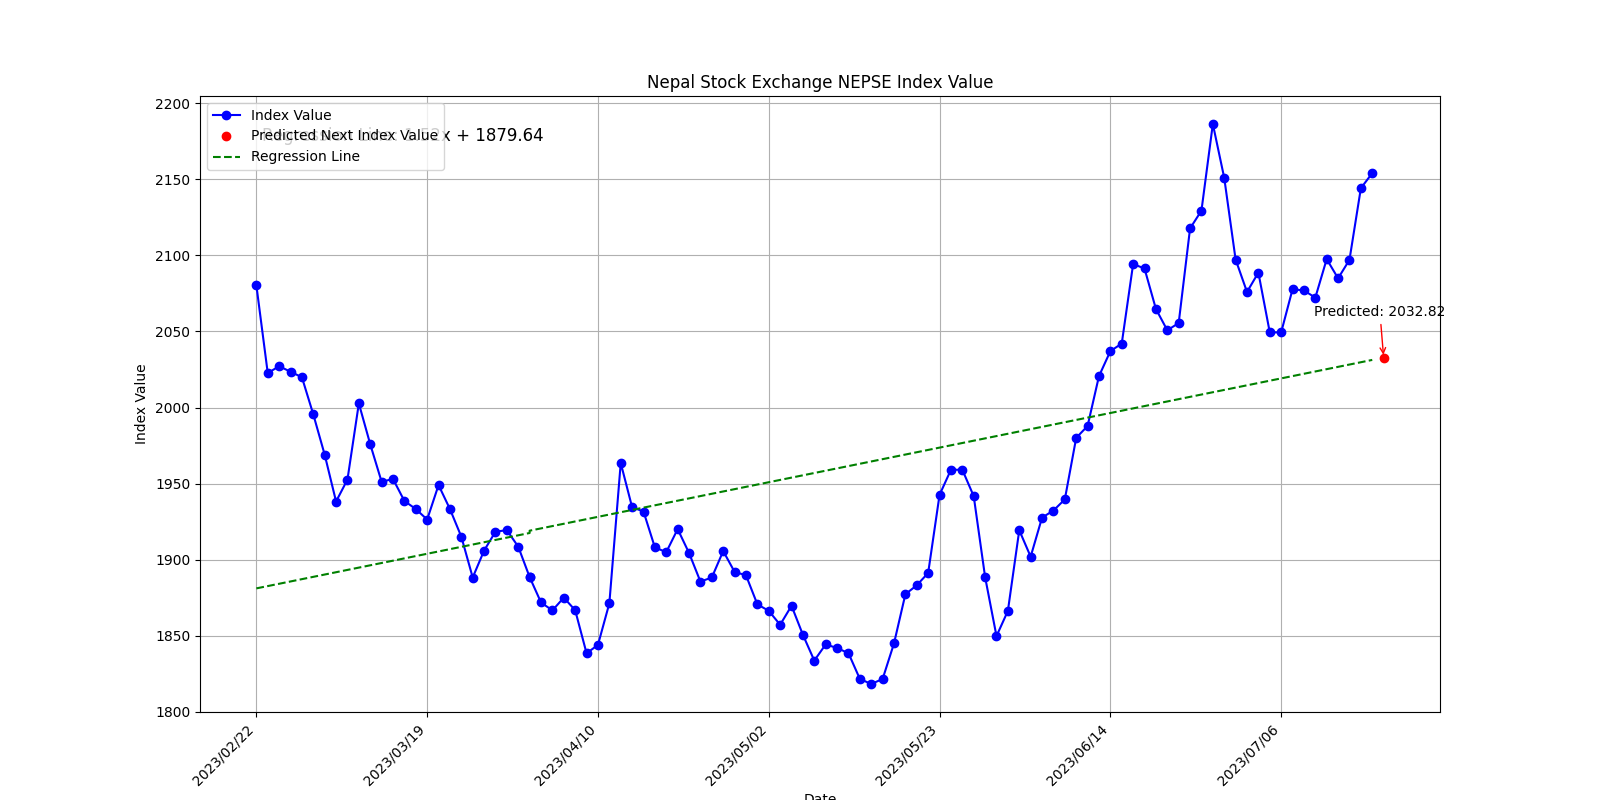 Nepal Stock Exchange NEPSE Index Value
Index Value
Predicted Next Index Value
x + 1879.64
Regression Line
2200
2150
2100
2050
2000
1950
1900
1850
1800
Index Value
Predicted: 2032.82
2023/02/22
2023/03/19
2023/04/10
2023/05/02
2023/05/23
2023/06/14
2023/07/06
Date